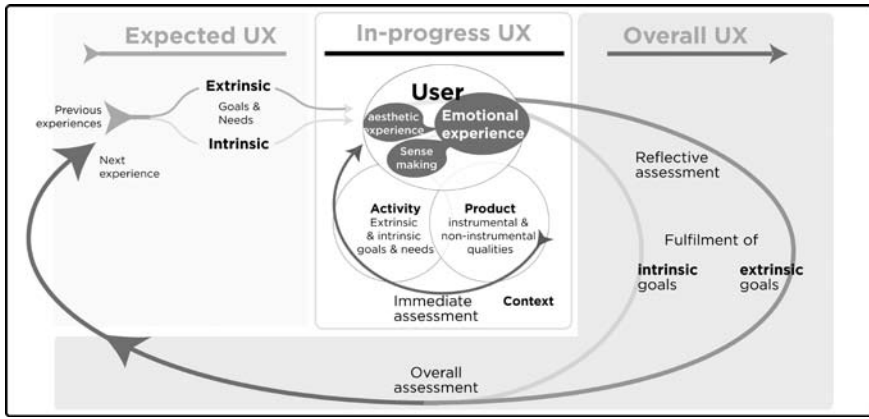 Expected UX
In-progress UX
Overall UX
Extrinsic
Goals &
Needs
Intrinsic
Previous
experiences
Next
experience
User
aesthetic
experience
Emotional
experience
Sense
making
Activity
Extrinsic
& intrinsic
goals & needs
Product
instrumental &
non-instrumental
qualities
Immediate
assessment
Context
Reflective
assessment
Fulfilment of
intrinsic
goals
extrinsic
goals
Overall
assessment